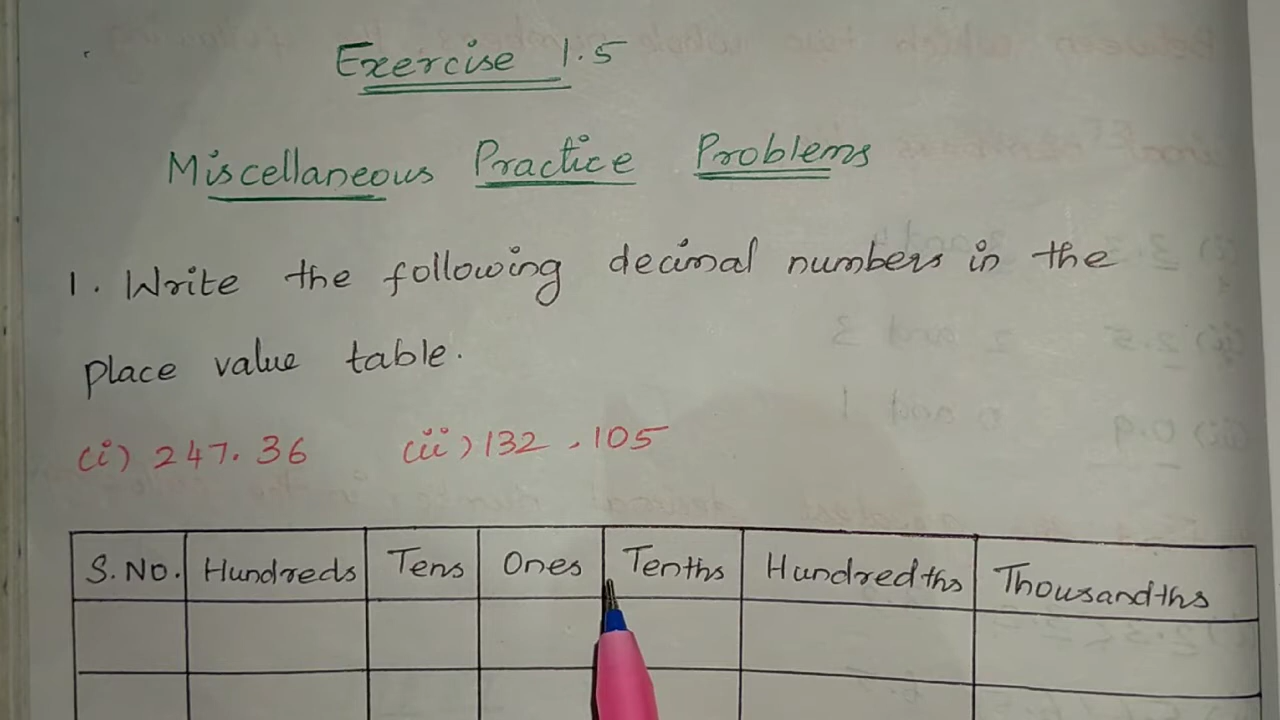 Exercise 1.5
Miscellaneous Practice Problems
1. Write the following decimal numbers in the
place value table.
(i) 247.36 (ii) 132.105
S.No. Hundreds Tens Ones Tenths Hundredths Thousandths